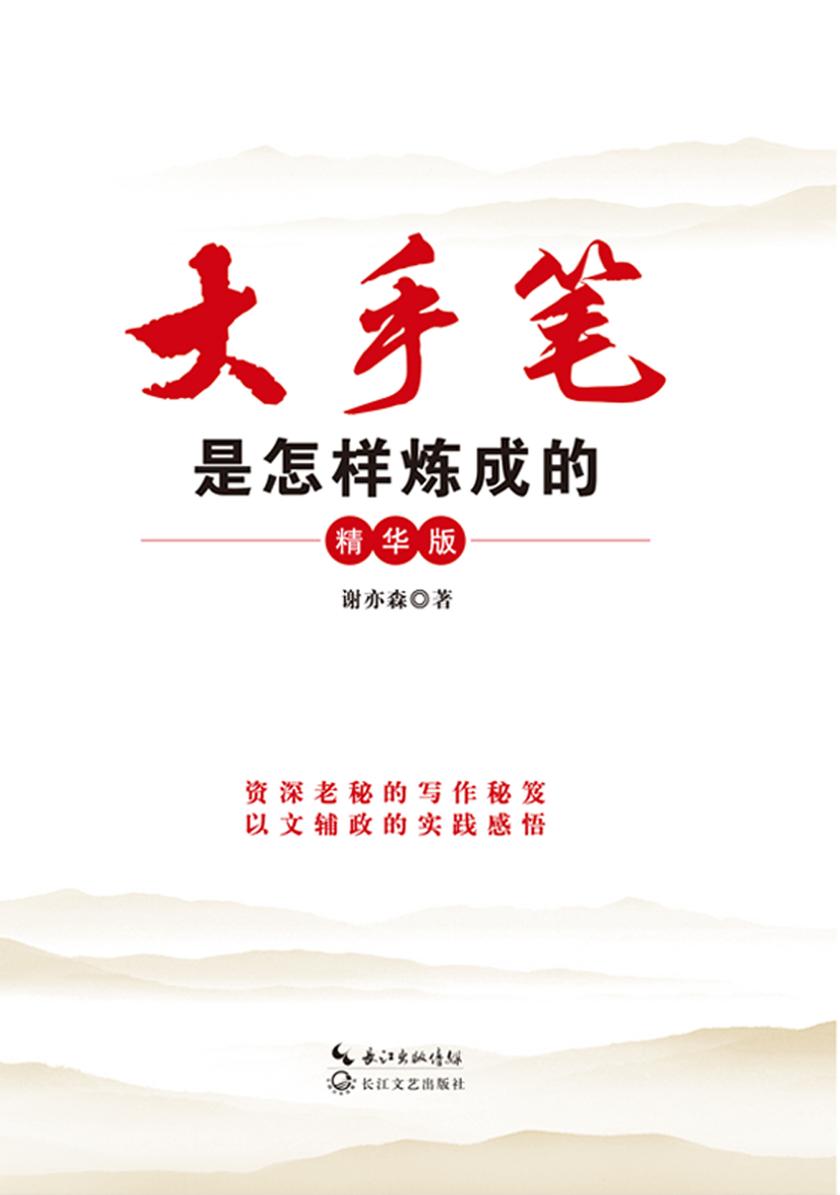 大手笔
是怎样炼成的
精华版
谢亦森◎著
资深老秘的写作秘笈
以文辅政的实践感悟
长江出版传媒
长江文艺出版社